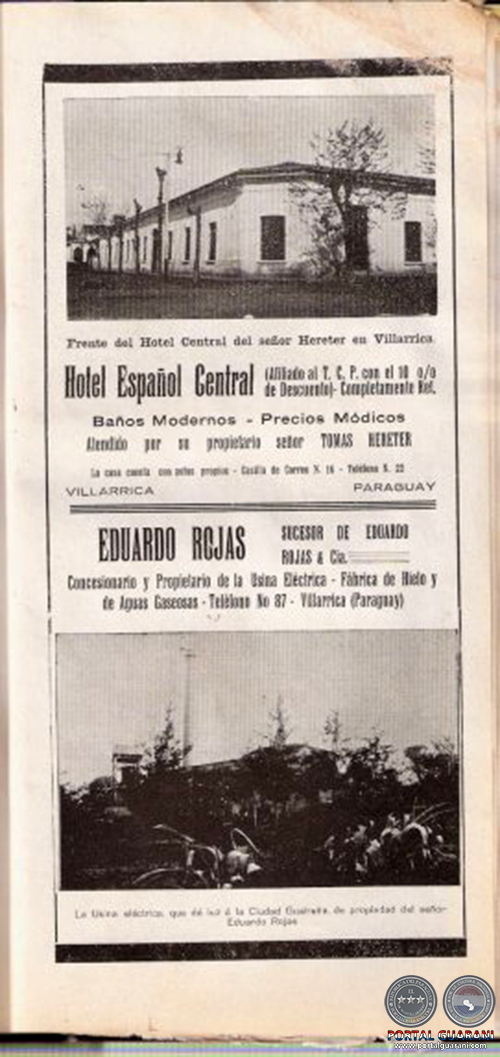 Frente del Hotel Central del señor Hereter en Villarrica.
Hotel Español Central
(Afiliado al T. C. P. con el 10 o/o
de Descuento)- Completamente Ref.
Baños Modernos - Precios Módicos
Atendido por su propietario señor TOMAS HERETER
La casa cuenta con autos propios - Casilla de Correo N. 16 - Teléfono N. 22
VILLARRICA PARAGUAY
EDUARDO ROJAS
SUCESOR DE EDUARDO
ROJAS & Cia.
Concesionario y Propietario de la Usina Eléctrica - Fábrica de Hielo y
de Aguas Gaseosas - Teléfono No 87 - Villarrica (Paraguay)
La Usina eléctrica, que dá luz á la Ciudad Guaireña, de propiedad del señor
Eduardo Rojas
PORTAL GUARANI
www.portalguarani.com